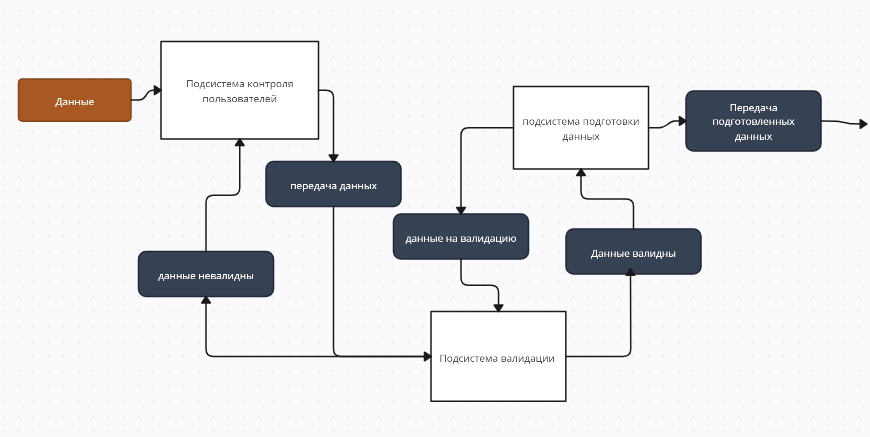 Данные
Подсистема контроля
пользователей
передача данных
данные невалидны
подсистема подготовки
данных
Передача
подготовленных
данных
данные на валидацию
Данные валидны
Подсистема валидации